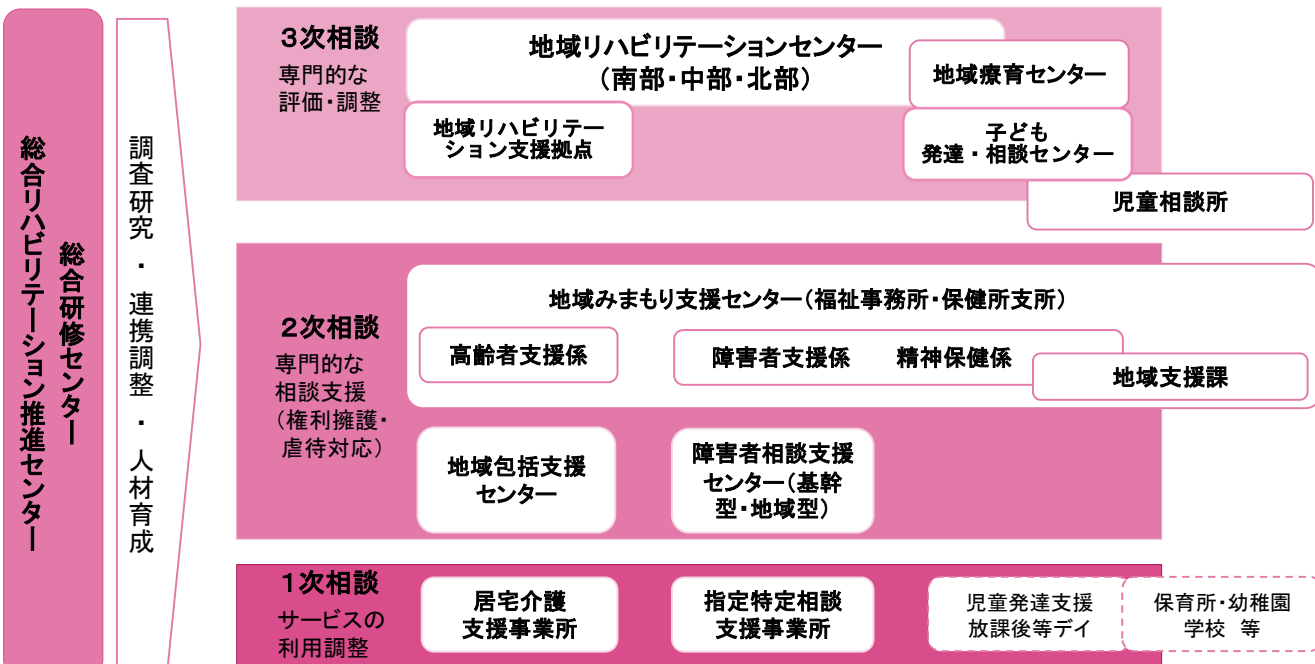 総合研修センター
総合リハビリテーション推進センター
調査研究・連携調整・人材育成
3次相談
専門的な
評価・調整
地域リハビリテーションセンター
(南部・中部・北部)
地域療育センター
地域リハビリテー
ション支援拠点
子ども
発達・相談センター
児童相談所
2次相談
専門的な
相談支援
(権利擁護・
虐待対応)
地域みまもり支援センター(福祉事務所・保健所支所)
高齢者支援係
障害者支援係 精神保健係
地域支援課
地域包括支援
センター
障害者相談支援
センター(基幹
型・地域型)
1次相談
サービスの
利用調整
居宅介護
支援事業所
指定特定相談
支援事業所
児童発達支援
放課後等デイ
保育所・幼稚園
学校 等